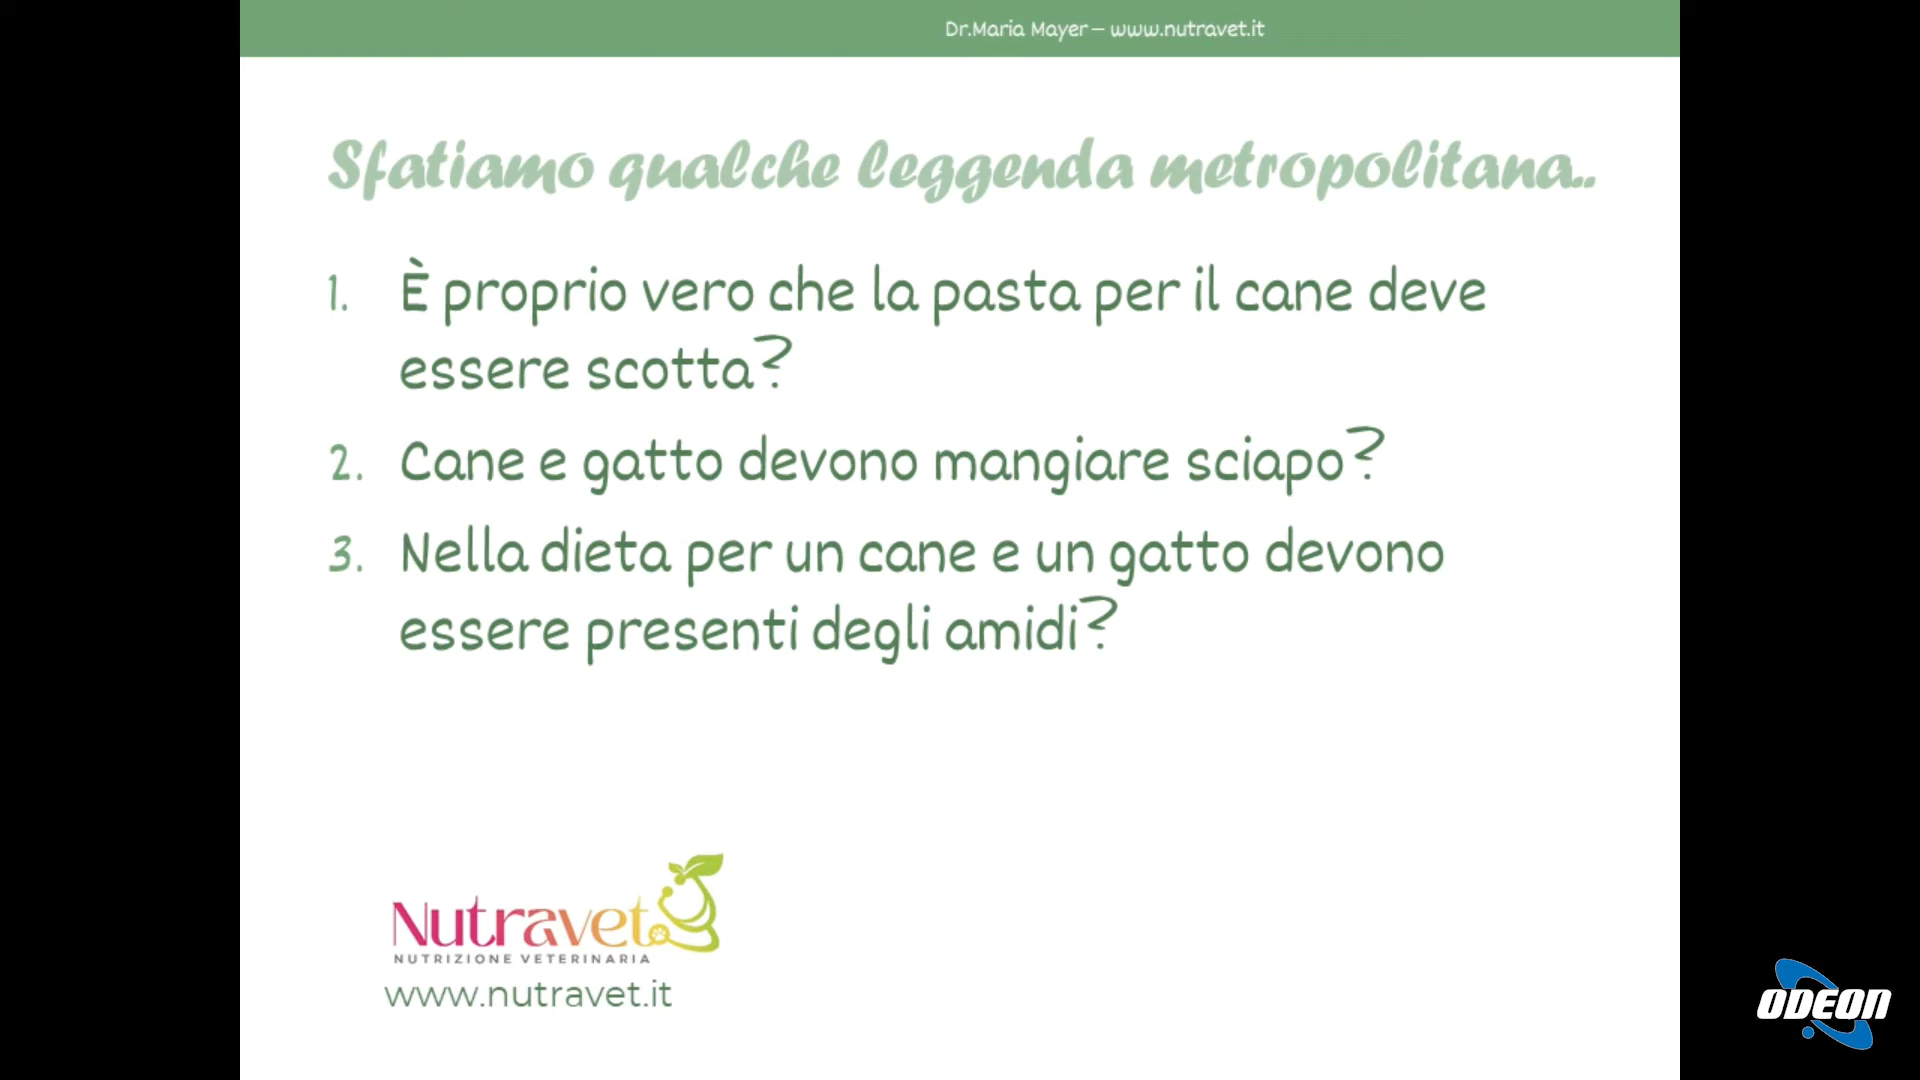 Dr.Maria Mayer – www.nutravet.it
Sfatiamo qualche leggenda metropolitana..
1. È proprio vero che la pasta per il cane deve
essere scotta?
2. Cane e gatto devono mangiare sciapo?
3. Nella dieta per un cane e un gatto devono
essere presenti degli amidi?
Nutravet
NUTRIZIONE VETERINARIA
www.nutravet.it
ODEON